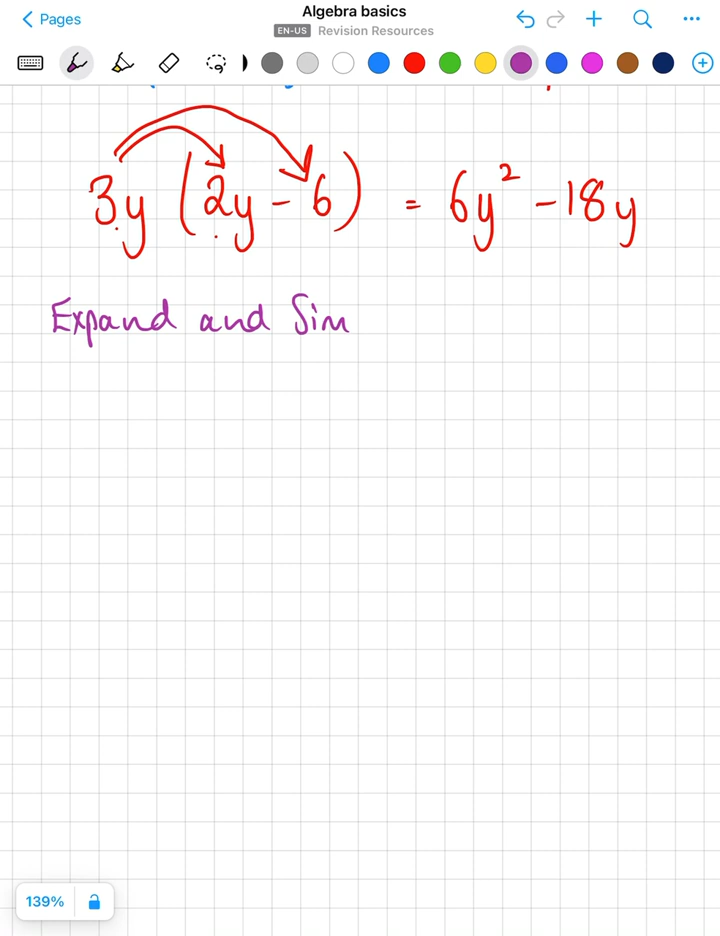 Pages
Algebra basics
EN-US Revision Resources
3y (2y - 6) = 6y² - 18y
Expand and Sim
139%